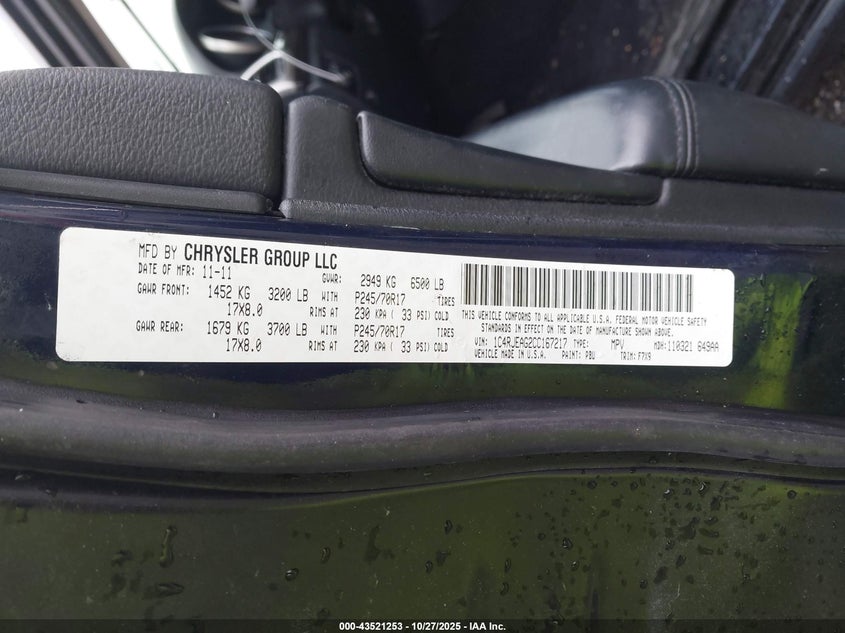 MFD BY CHRYSLER GROUP LLC
DATE OF MFR: 11-11 GVWR: 2949 KG 6500 LB
GAWR FRONT: 1452 KG 3200 LB WITH P245/70R17 TIRES
17X8.0 RIMS AT 230 KPA ( 33 PSI) COLD
GAWR REAR: 1679 KG 3700 LB WITH P245/70R17 TIRES
17X8.0 RIMS AT 230 KPA ( 33 PSI) COLD
THIS VEHICLE CONFORMS TO ALL APPLICABLE U.S.A. FEDERAL MOTOR VEHICLE SAFETY
STANDARDS IN EFFECT ON THE DATE OF MANUFACTURE SHOWN ABOVE.
VIN: 1C4RJEAG2CC167217 TYPE: MPV MDH:110321 649AA
VEHICLE MADE IN U.S.A. PAINT: PBU TRIM: F7X9
000-43521253 - 10/27/2025 - IAA Inc.